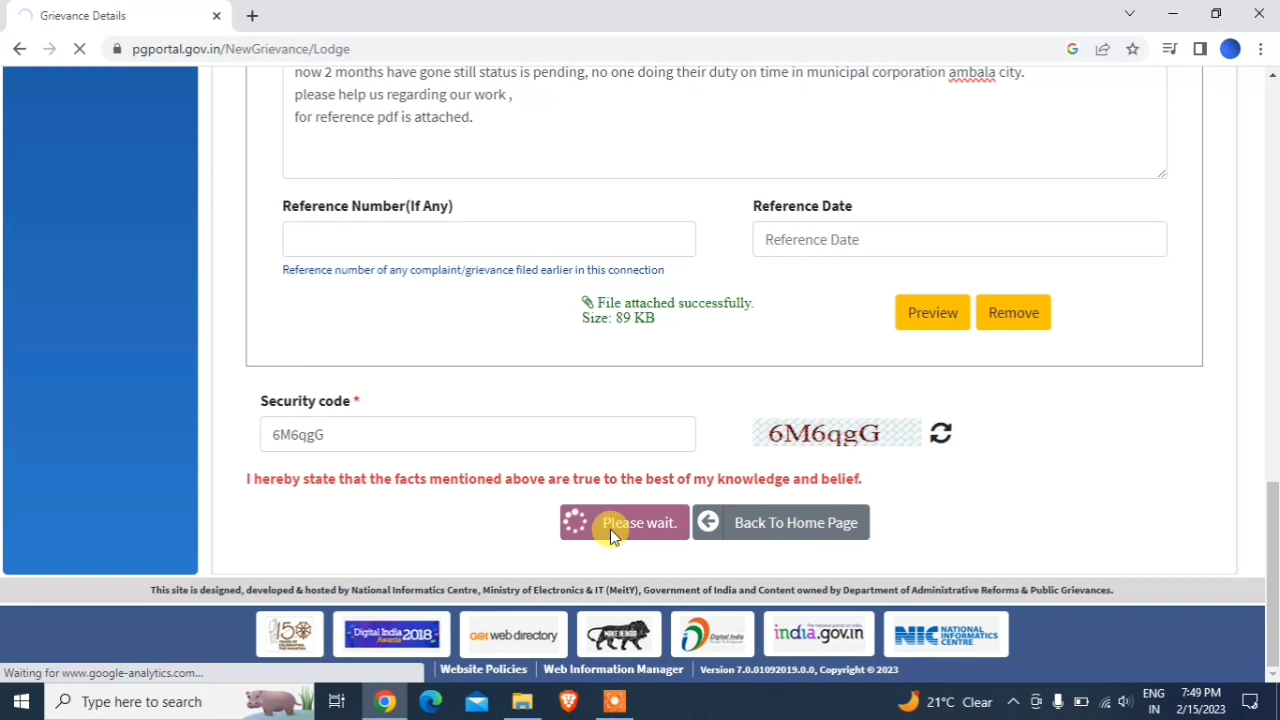 Grievance Details
pgportal.gov.in/NewGrievance/Lodge
now 2 months have gone still status is pending, no one doing their duty on time in municipal corporation ambala city.
please help us regarding our work ,
for reference pdf is attached.
Reference Number(If Any)
Reference Date
Reference Date
Reference number of any complaint/grievance filed earlier in this connection
File attached successfully.
Size: 89 KB
Preview
Remove
Security code *
6M6qgG
6M6qgG
I hereby state that the facts mentioned above are true to the best of my knowledge and belief.
Please wait.
Back To Home Page
This site is designed, developed & hosted by National Informatics Centre, Ministry of Electronics & IT (MeitY), Government of India and Content owned by Department of Administrative Reforms & Public Grievances.
Digital India 2018
Awards
GOI web directory
MAKE IN INDIA
Digital India
india.gov.in
NIC NATIONAL
INFORMATICS
CENTRE
Waiting for www.google-analytics.com...
Website Policies
Web Information Manager
Version 7.0.01092019.0.0, Copyright © 2023
Type here to search
21°C Clear
ENG
IN
7:49 PM
2/15/2023